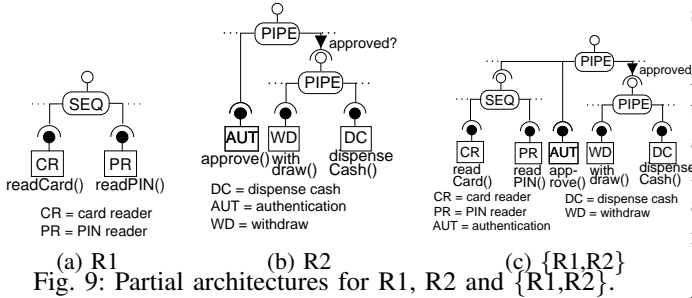 SEQ
CR
PR
readCard()
readPIN()
CR = card reader
PR = PIN reader
(a) R1
PIPE
approved?
PIPE
AUT
WD
DC
approve()
with
draw()
dispense
Cash()
DC = dispense cash
AUT = authentication
WD = withdraw
(b) R2
PIPE
approved
SEQ
PIPE
CR
PR
AUT
WD
DC
read
Card()
read
PIN()
app-
rove()
with
draw()
dispense
Cash()
CR = card reader
PR = PIN reader
AUT = authentication
DC = dispense cash
WD = withdraw
(c) {R1,R2}
Fig. 9: Partial architectures for R1, R2 and {R1,R2}.